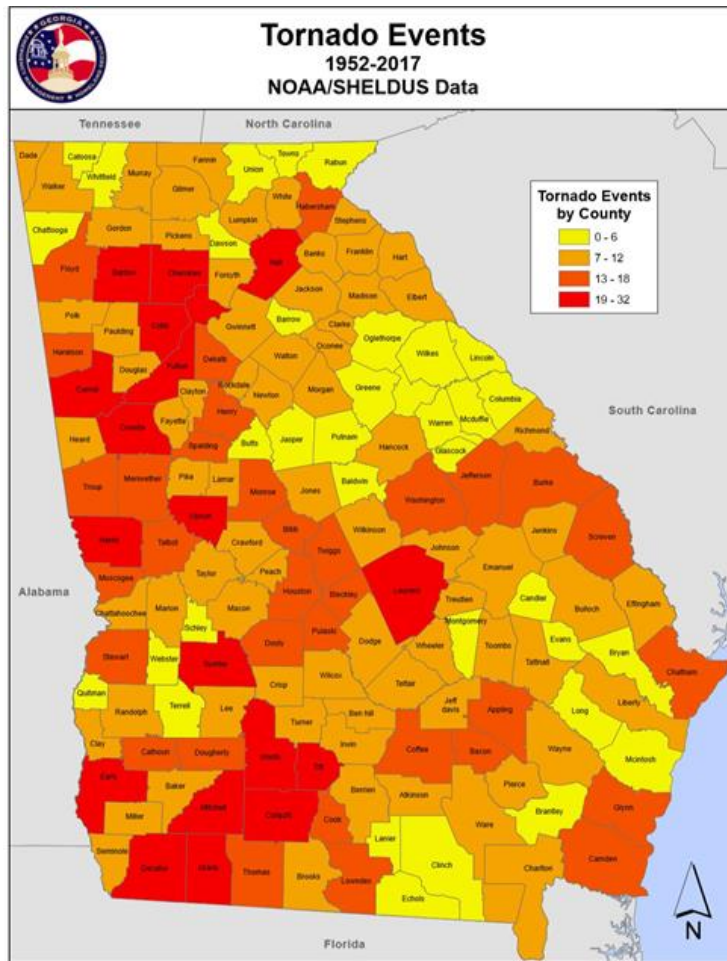 GEORGIA
Tornado Events
1952-2017
NOAA/SHELDUS Data
Tennessee
North Carolina
Dade
Catoosa
Fannin
Union
Towns
Rabun
Walker
Whitfield
Murray
Gilmer
White
Habersham
Chattooga
Gordon
Pickens
Lumpkin
Stephens
Dawson
Floyd
Bartow
Cherokee
Forsyth
Hall
Banks
Franklin
Hart
Jackson
Madison
Elbert
Polk
Paulding
Cobb
Gwinnett
Barrow
Clarke
Oglethorpe
Wilkes
Lincoln
Haralson
Douglas
Fulton
Dekalb
Walton
Oconee
Carroll
Clayton
Rockdale
Newton
Morgan
Greene
Columbia
Heard
Coweta
Fayette
Henry
Warren
Mcduffie
Spalding
Butts
Jasper
Putnam
Hancock
Glascock
Richmond
Troup
Meriwether
Pike
Lamar
Monroe
Jones
Baldwin
Washington
Jefferson
Burke
Harris
Talbot
Upson
Bibb
Twiggs
Wilkinson
Johnson
Jenkins
Screven
Crawford
Peach
Muscogee
Taylor
Houston
Bleckley
Laurens
Emanuel
Chattahoochee
Marion
Macon
Treutlen
Candler
Bulloch
Effingham
Schley
Montgomery
Stewart
Webster
Sumter
Dooly
Pulaski
Dodge
Wheeler
Toombs
Evans
Bryan
Chatham
Quitman
Crisp
Wilcox
Telfair
Tattnall
Randolph
Terrell
Lee
Turner
Ben hill
Jeff
davis
Appling
Long
Liberty
Clay
Calhoun
Dougherty
Worth
Tift
Irwin
Coffee
Bacon
Wayne
Mcintosh
Early
Baker
Mitchell
Colquitt
Berrien
Atkinson
Pierce
Miller
Cook
Ware
Brantley
Glynn
Seminole
Lanier
Decatur
Grady
Thomas
Brooks
Lowndes
Clinch
Charlton
Camden
Echols
Alabama
South Carolina
Florida
Tornado Events
by County
0 - 6
7 - 12
13 - 18
19 - 32
N